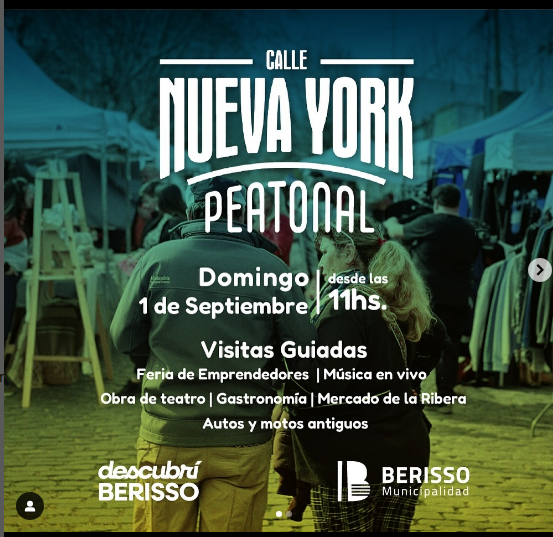 CALLE
NUEVA YORK
PEATONAL
Domingo
1 de Septiembre
desde las
11hs.
Visitas Guiadas
Feria de Emprendedores | Música en vivo
Obra de teatro | Gastronomía | Mercado de la Ribera
Autos y motos antiguos
descubrí
BERISSO
BERISSO
Municipalidad